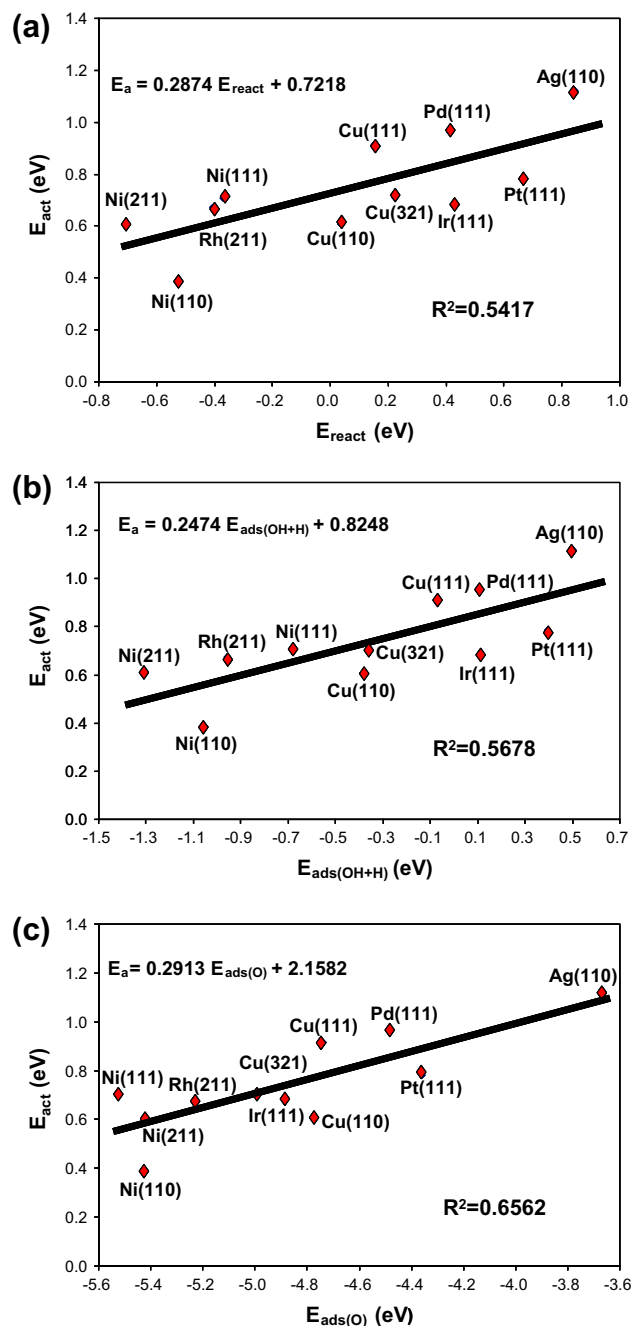 (a)
1.4
1.2
1.0
0.8
0.6
0.4
0.2
0.0
E_act (eV)
E_a = 0.2874 E_react + 0.7218
Ag(110)
Pd(111)
Cu(111)
Ni(111)
Ni(211)
Pt(111)
Cu(321)
Rh(211)
Cu(110)
Ir(111)
Ni(110)
R²=0.5417
-0.8 -0.6 -0.4 -0.2 0.0 0.2 0.4 0.6 0.8 1.0
E_react (eV)
(b)
1.4
1.2
1.0
0.8
0.6
0.4
0.2
0.0
E_act (eV)
E_a = 0.2474 E_ads(OH+H) + 0.8248
Ag(110)
Cu(111) Pd(111)
Ni(111)
Rh(211)
Ni(211)
Cu(321)
Pt(111)
Ir(111)
Cu(110)
Ni(110)
R²=0.5678
-1.5 -1.3 -1.1 -0.9 -0.7 -0.5 -0.3 -0.1 0.1 0.3 0.5 0.7
E_ads(OH+H) (eV)
(c)
1.4
1.2
1.0
0.8
0.6
0.4
0.2
0.0
E_act (eV)
E_a= 0.2913 E_ads(O) + 2.1582
Ag(110)
Pd(111)
Cu(111)
Cu(321)
Ni(111)
Rh(211)
Pt(111)
Ni(211)
Ir(111)
Cu(110)
Ni(110)
R²=0.6562
-5.6 -5.4 -5.2 -5.0 -4.8 -4.6 -4.4 -4.2 -4.0 -3.8 -3.6
E_ads(O) (eV)